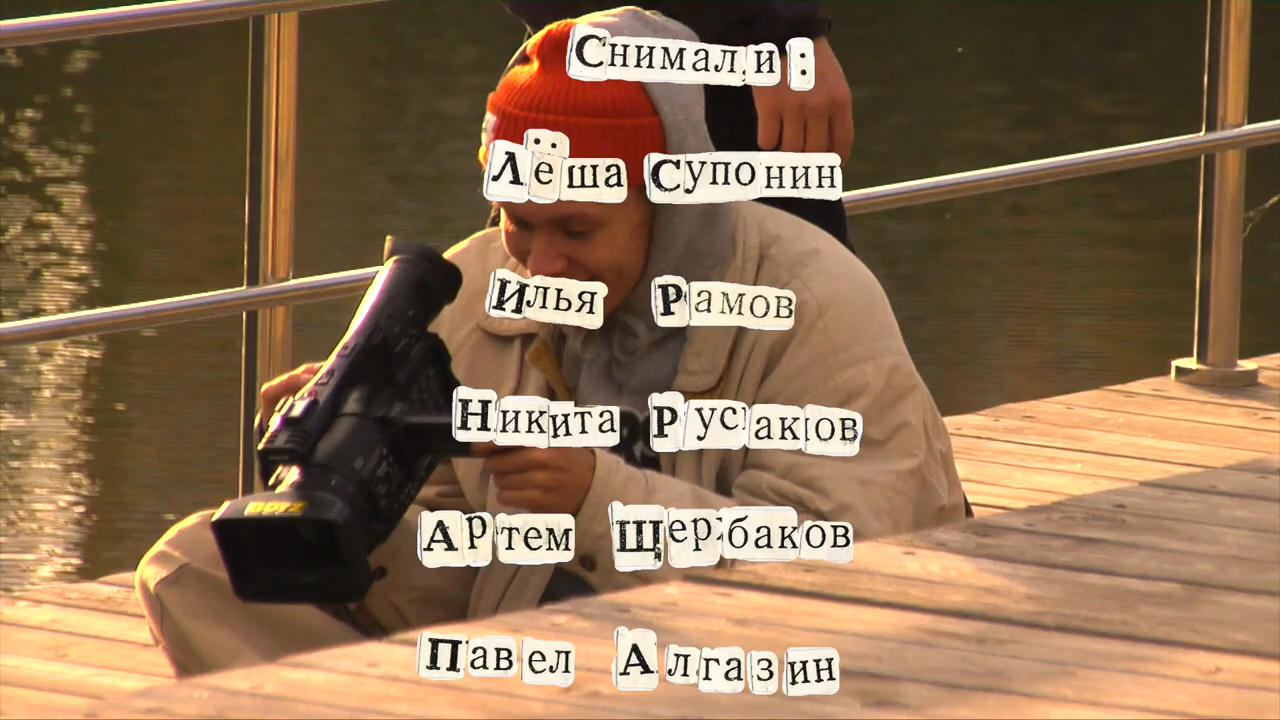 Снимали:
Лёша Супонин
Илья Рамов
Никита Русаков
Артем Щербаков
Павел Алгазин